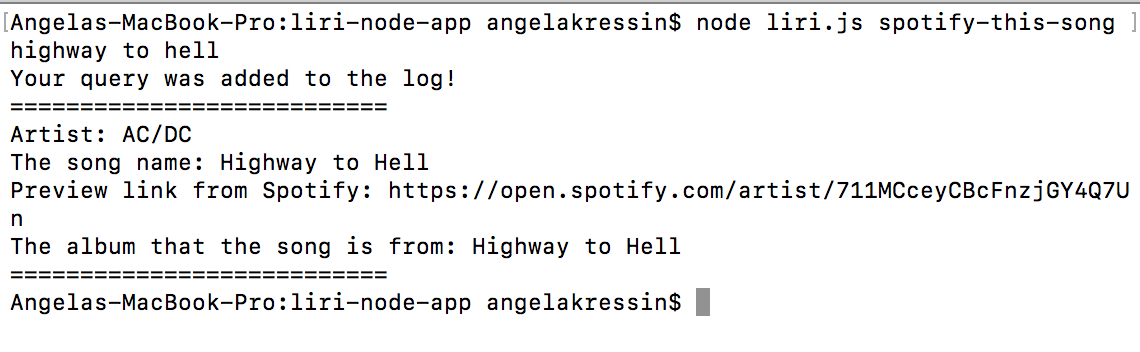 [Angelas-MacBook-Pro:liri-node-app angelakressin$ node liri.js spotify-this-song ]
highway to hell
Your query was added to the log!
===========================
Artist: AC/DC
The song name: Highway to Hell
Preview link from Spotify: https://open.spotify.com/artist/711MCceyCBcFnzjGY4Q7U
n
The album that the song is from: Highway to Hell
===========================
Angelas-MacBook-Pro:liri-node-app angelakressin$